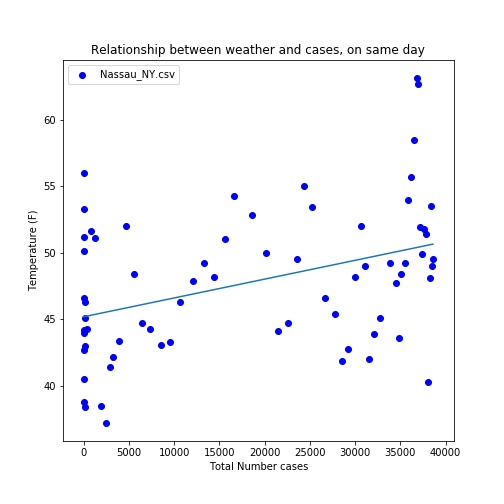 Relationship between weather and cases, on same day
Nassau_NY.csv
Temperature (F)
60
55
50
45
40
0 5000 10000 15000 20000 25000 30000 35000 40000
Total Number cases